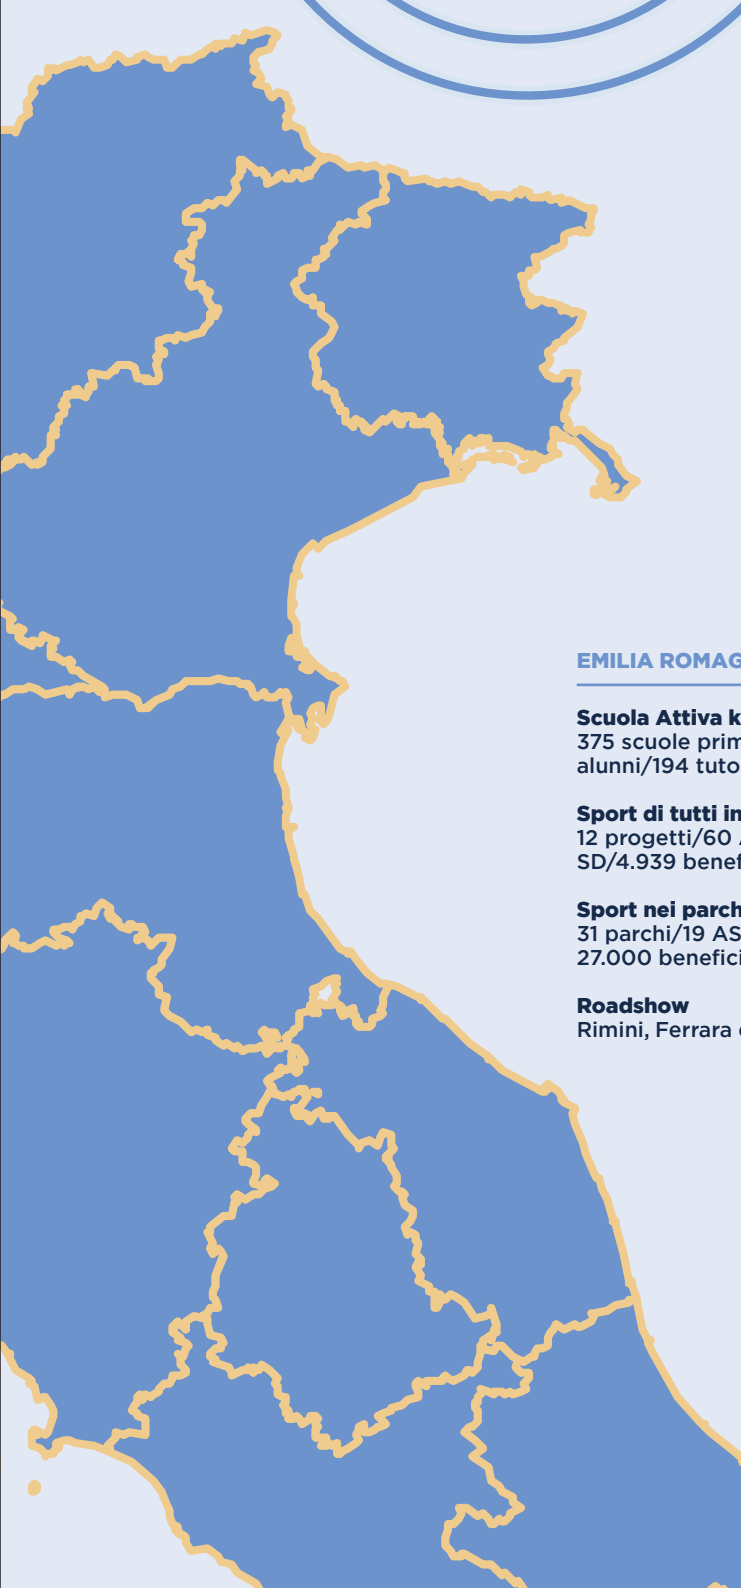 EMILIA ROMAG
Scuola Attiva k
375 scuole prim
alunni/194 tuto
Sport di tutti in
12 progetti/60
SD/4.939 benef
Sport nei parch
31 parchi/19 AS
27.000 benefici
Roadshow
Rimini, Ferrara